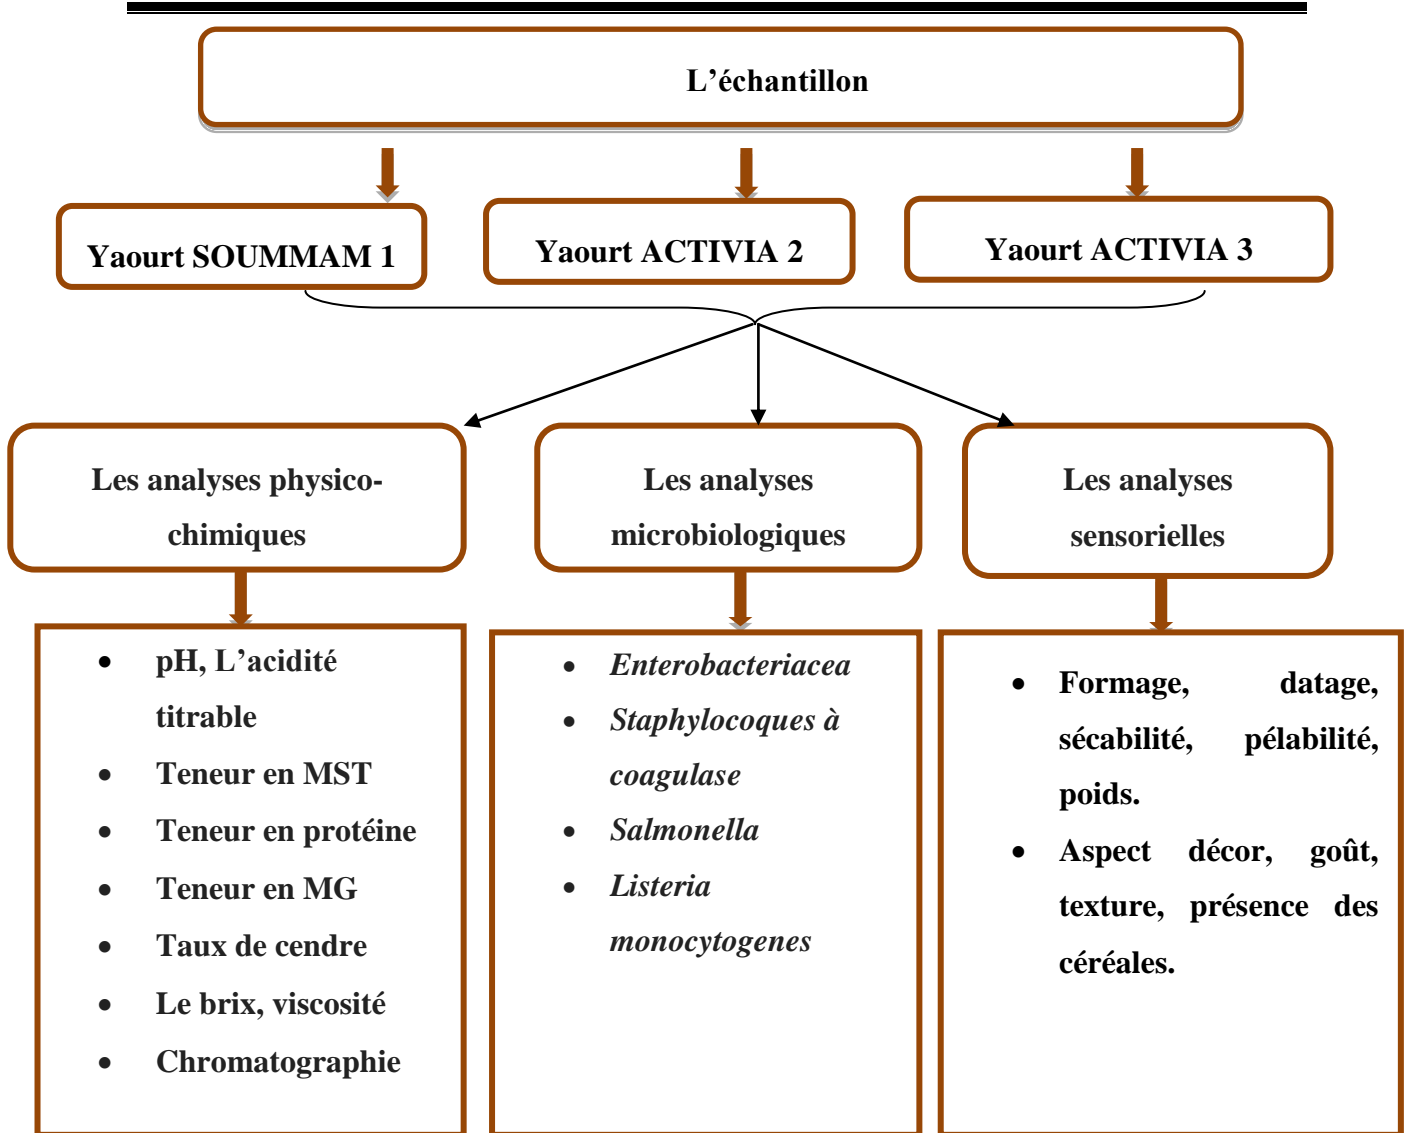 L’échantillon
Yaourt SOUMMAM 1
Yaourt ACTIVIA 2
Yaourt ACTIVIA 3
Les analyses physico-
chimiques
Les analyses
microbiologiques
Les analyses
sensorielles
• pH, L’acidité
titrable
• Teneur en MST
• Teneur en protéine
• Teneur en MG
• Taux de cendre
• Le brix, viscosité
• Chromatographie
• Enterobacteriacea
• Staphylocoques à
coagulase
• Salmonella
• Listeria
monocytogenes
• Formage, datage,
sécabilité, pélabilité,
poids.
• Aspect décor, goût,
texture, présence des
céréales.